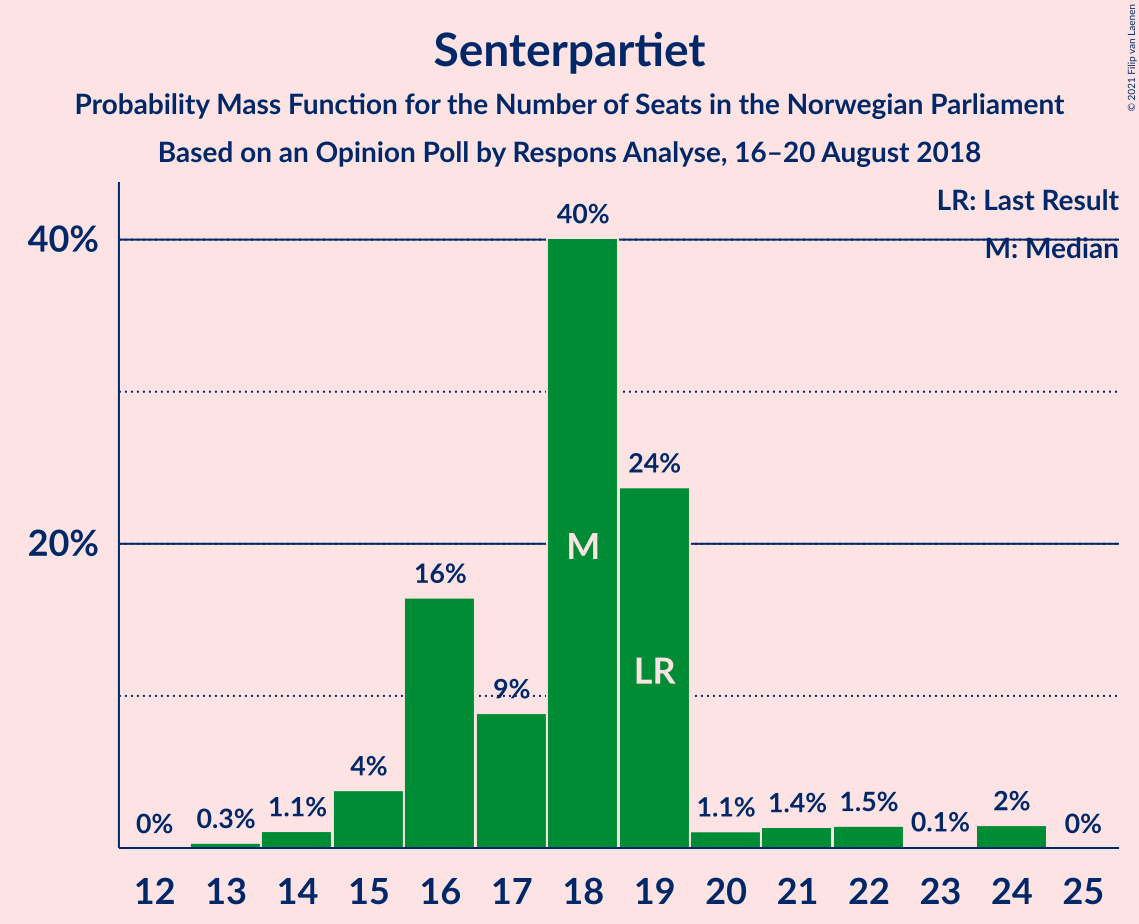 Senterpartiet
Probability Mass Function for the Number of Seats in the Norwegian Parliament
Based on an Opinion Poll by Respons Analyse, 16–20 August 2018
© 2021 Filip van Laenen
LR: Last Result
M: Median
40%
20%
0%
0.3%
1.1%
4%
16%
9%
40%
24%
1.1%
1.4%
1.5%
0.1%
2%
0%
M
LR
12 13 14 15 16 17 18 19 20 21 22 23 24 25